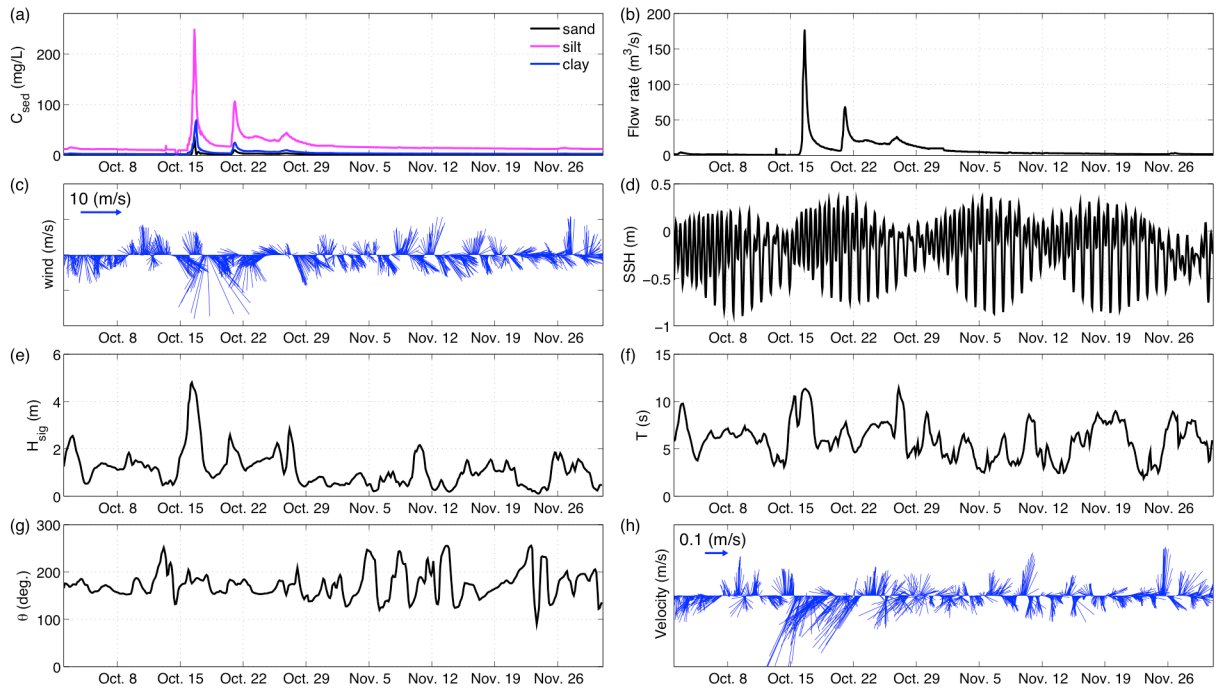 (a)
C_sed (mg/L)
200
100
0
sand
silt
clay
Oct. 8 Oct. 15 Oct. 22 Oct. 29 Nov. 5 Nov. 12 Nov. 19 Nov. 26
(b)
Flow rate (m³/s)
200
150
100
50
0
Oct. 8 Oct. 15 Oct. 22 Oct. 29 Nov. 5 Nov. 12 Nov. 19 Nov. 26
(c)
wind (m/s)
10 (m/s)
Oct. 8 Oct. 15 Oct. 22 Oct. 29 Nov. 5 Nov. 12 Nov. 19 Nov. 26
(d)
SSH (m)
0.5
0
−0.5
−1
Oct. 8 Oct. 15 Oct. 22 Oct. 29 Nov. 5 Nov. 12 Nov. 19 Nov. 26
(e)
H_sig (m)
6
4
2
0
Oct. 8 Oct. 15 Oct. 22 Oct. 29 Nov. 5 Nov. 12 Nov. 19 Nov. 26
(f)
T (s)
15
10
5
0
Oct. 8 Oct. 15 Oct. 22 Oct. 29 Nov. 5 Nov. 12 Nov. 19 Nov. 26
(g)
θ (deg.)
300
200
100
0
Oct. 8 Oct. 15 Oct. 22 Oct. 29 Nov. 5 Nov. 12 Nov. 19 Nov. 26
(h)
Velocity (m/s)
0.1 (m/s)
Oct. 8 Oct. 15 Oct. 22 Oct. 29 Nov. 5 Nov. 12 Nov. 19 Nov. 26